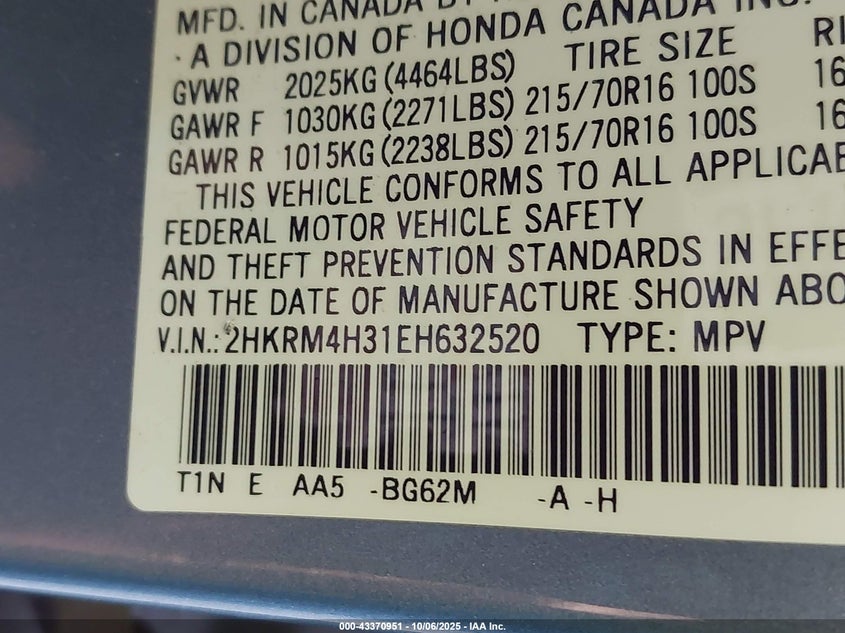 MFD. IN CANADA BY
· A DIVISION OF HONDA CANADA INC.
GVWR 2025KG (4464LBS) TIRE SIZE
GAWR F 1030KG (2271LBS) 215/70R16 100S 16
GAWR R 1015KG (2238LBS) 215/70R16 100S 16
THIS VEHICLE CONFORMS TO ALL
FEDERAL MOTOR VEHICLE SAFETY
AND THEFT PREVENTION STANDARDS IN
ON THE DATE OF MANUFACTURE SHOWN
V.I.N.: 2HKRM4H31EH632520 TYPE: MPV
T1N E AA5 -BG62M -A -H
000-43370951 - 10/06/2025 - IAA Inc.